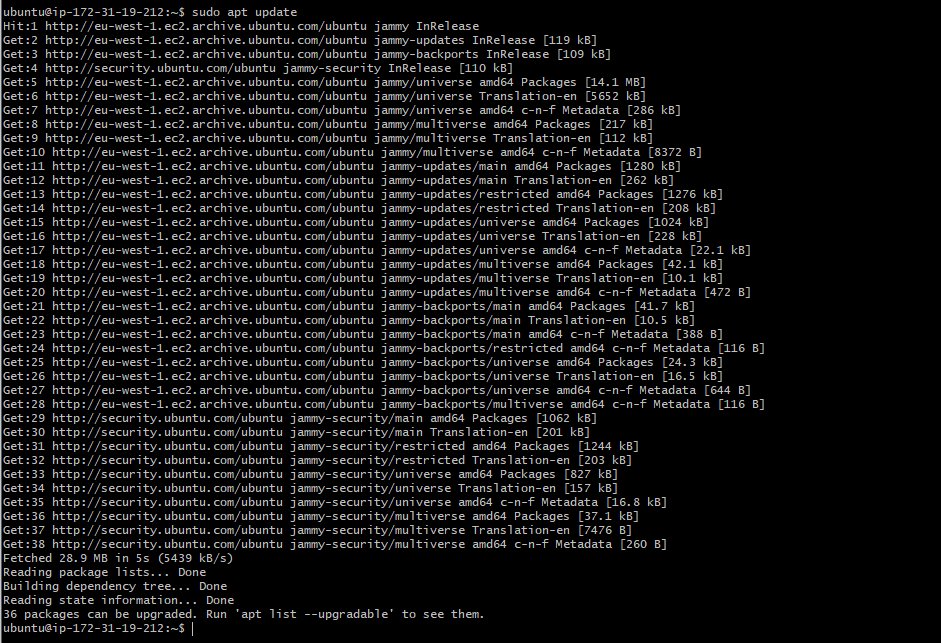 ubuntu@ip-172-31-19-212:~$ sudo apt update
Hit:1 http://eu-west-1.ec2.archive.ubuntu.com/ubuntu jammy InRelease
Get:2 http://eu-west-1.ec2.archive.ubuntu.com/ubuntu jammy-updates InRelease [119 kB]
Get:3 http://eu-west-1.ec2.archive.ubuntu.com/ubuntu jammy-backports InRelease [109 kB]
Get:4 http://security.ubuntu.com/ubuntu jammy-security InRelease [110 kB]
Get:5 http://eu-west-1.ec2.archive.ubuntu.com/ubuntu jammy/universe amd64 Packages [14.1 MB]
Get:6 http://eu-west-1.ec2.archive.ubuntu.com/ubuntu jammy/universe Translation-en [5652 kB]
Get:7 http://eu-west-1.ec2.archive.ubuntu.com/ubuntu jammy/universe amd64 c-n-f Metadata [286 kB]
Get:8 http://eu-west-1.ec2.archive.ubuntu.com/ubuntu jammy/multiverse amd64 Packages [217 kB]
Get:9 http://eu-west-1.ec2.archive.ubuntu.com/ubuntu jammy/multiverse Translation-en [112 kB]
Get:10 http://eu-west-1.ec2.archive.ubuntu.com/ubuntu jammy/multiverse amd64 c-n-f Metadata [8372 B]
Get:11 http://eu-west-1.ec2.archive.ubuntu.com/ubuntu jammy-updates/main amd64 Packages [1280 kB]
Get:12 http://eu-west-1.ec2.archive.ubuntu.com/ubuntu jammy-updates/main Translation-en [262 kB]
Get:13 http://eu-west-1.ec2.archive.ubuntu.com/ubuntu jammy-updates/restricted amd64 Packages [1276 kB]
Get:14 http://eu-west-1.ec2.archive.ubuntu.com/ubuntu jammy-updates/restricted Translation-en [208 kB]
Get:15 http://eu-west-1.ec2.archive.ubuntu.com/ubuntu jammy-updates/universe amd64 Packages [1024 kB]
Get:16 http://eu-west-1.ec2.archive.ubuntu.com/ubuntu jammy-updates/universe Translation-en [228 kB]
Get:17 http://eu-west-1.ec2.archive.ubuntu.com/ubuntu jammy-updates/universe amd64 c-n-f Metadata [22.1 kB]
Get:18 http://eu-west-1.ec2.archive.ubuntu.com/ubuntu jammy-updates/multiverse amd64 Packages [42.1 kB]
Get:19 http://eu-west-1.ec2.archive.ubuntu.com/ubuntu jammy-updates/multiverse Translation-en [10.1 kB]
Get:20 http://eu-west-1.ec2.archive.ubuntu.com/ubuntu jammy-updates/multiverse amd64 c-n-f Metadata [472 B]
Get:21 http://eu-west-1.ec2.archive.ubuntu.com/ubuntu jammy-backports/main amd64 Packages [41.7 kB]
Get:22 http://eu-west-1.ec2.archive.ubuntu.com/ubuntu jammy-backports/main Translation-en [10.5 kB]
Get:23 http://eu-west-1.ec2.archive.ubuntu.com/ubuntu jammy-backports/main amd64 c-n-f Metadata [388 B]
Get:24 http://eu-west-1.ec2.archive.ubuntu.com/ubuntu jammy-backports/restricted amd64 c-n-f Metadata [116 B]
Get:25 http://eu-west-1.ec2.archive.ubuntu.com/ubuntu jammy-backports/universe amd64 Packages [24.3 kB]
Get:26 http://eu-west-1.ec2.archive.ubuntu.com/ubuntu jammy-backports/universe Translation-en [16.5 kB]
Get:27 http://eu-west-1.ec2.archive.ubuntu.com/ubuntu jammy-backports/universe amd64 c-n-f Metadata [644 B]
Get:28 http://eu-west-1.ec2.archive.ubuntu.com/ubuntu jammy-backports/multiverse amd64 c-n-f Metadata [116 B]
Get:29 http://security.ubuntu.com/ubuntu jammy-security/main amd64 Packages [1062 kB]
Get:30 http://security.ubuntu.com/ubuntu jammy-security/main Translation-en [201 kB]
Get:31 http://security.ubuntu.com/ubuntu jammy-security/restricted amd64 Packages [1244 kB]
Get:32 http://security.ubuntu.com/ubuntu jammy-security/restricted Translation-en [203 kB]
Get:33 http://security.ubuntu.com/ubuntu jammy-security/universe amd64 Packages [827 kB]
Get:34 http://security.ubuntu.com/ubuntu jammy-security/universe Translation-en [157 kB]
Get:35 http://security.ubuntu.com/ubuntu jammy-security/universe amd64 c-n-f Metadata [16.8 kB]
Get:36 http://security.ubuntu.com/ubuntu jammy-security/multiverse amd64 Packages [37.1 kB]
Get:37 http://security.ubuntu.com/ubuntu jammy-security/multiverse Translation-en [7476 B]
Get:38 http://security.ubuntu.com/ubuntu jammy-security/multiverse amd64 c-n-f Metadata [260 B]
Fetched 28.9 MB in 5s (5439 kB/s)
Reading package lists... Done
Building dependency tree... Done
Reading state information... Done
36 packages can be upgraded. Run 'apt list --upgradable' to see them.
ubuntu@ip-172-31-19-212:~$